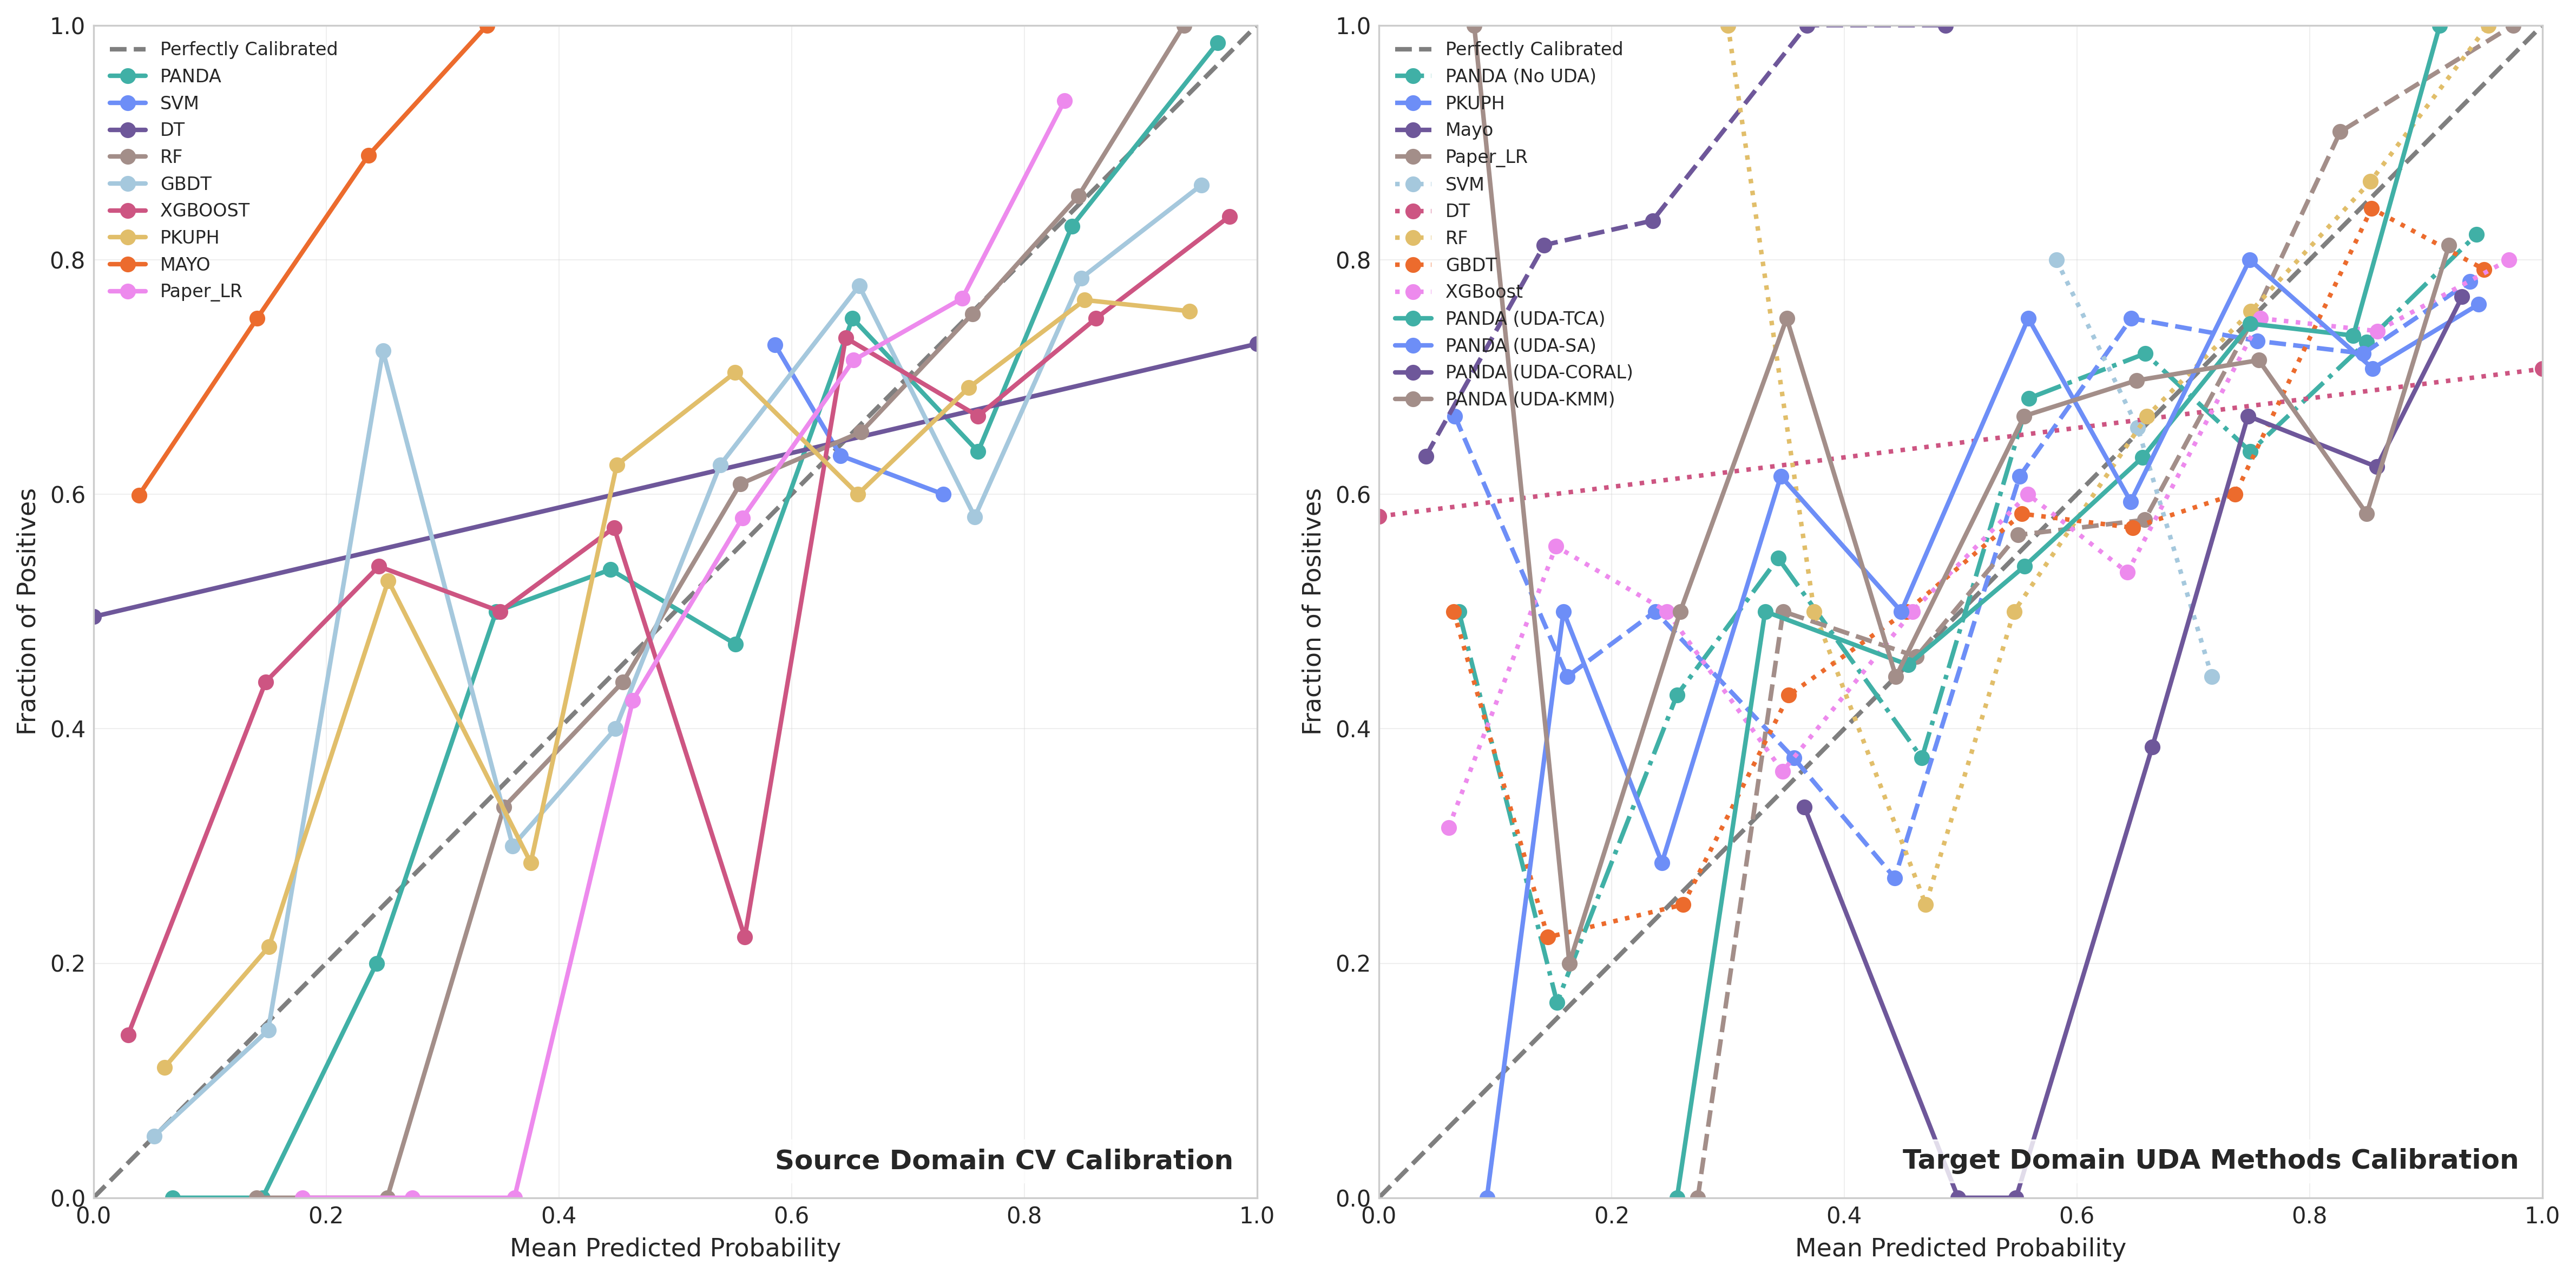 Fraction of Positives
1.0
0.8
0.6
0.4
0.2
0.0
Perfectly Calibrated
PANDA
SVM
DT
RF
GBDT
XGBOOST
PKUPH
MAYO
Paper_LR
Source Domain CV Calibration
0.0 0.2 0.4 0.6 0.8 1.0
Mean Predicted Probability
Fraction of Positives
1.0
0.8
0.6
0.4
0.2
0.0
Perfectly Calibrated
PANDA (No UDA)
PKUPH
Mayo
Paper_LR
SVM
DT
RF
GBDT
XGBoost
PANDA (UDA-TCA)
PANDA (UDA-SA)
PANDA (UDA-CORAL)
PANDA (UDA-KMM)
Target Domain UDA Methods Calibration
0.0 0.2 0.4 0.6 0.8 1.0
Mean Predicted Probability